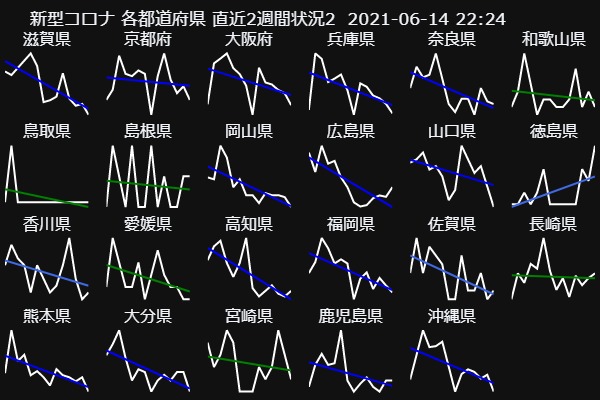 新型コロナ 各都道府県 直近2週間状況2 2021-06-14 22:24
滋賀県 京都府 大阪府 兵庫県 奈良県 和歌山県
鳥取県 島根県 岡山県 広島県 山口県 徳島県
香川県 愛媛県 高知県 福岡県 佐賀県 長崎県
熊本県 大分県 宮崎県 鹿児島県 沖縄県